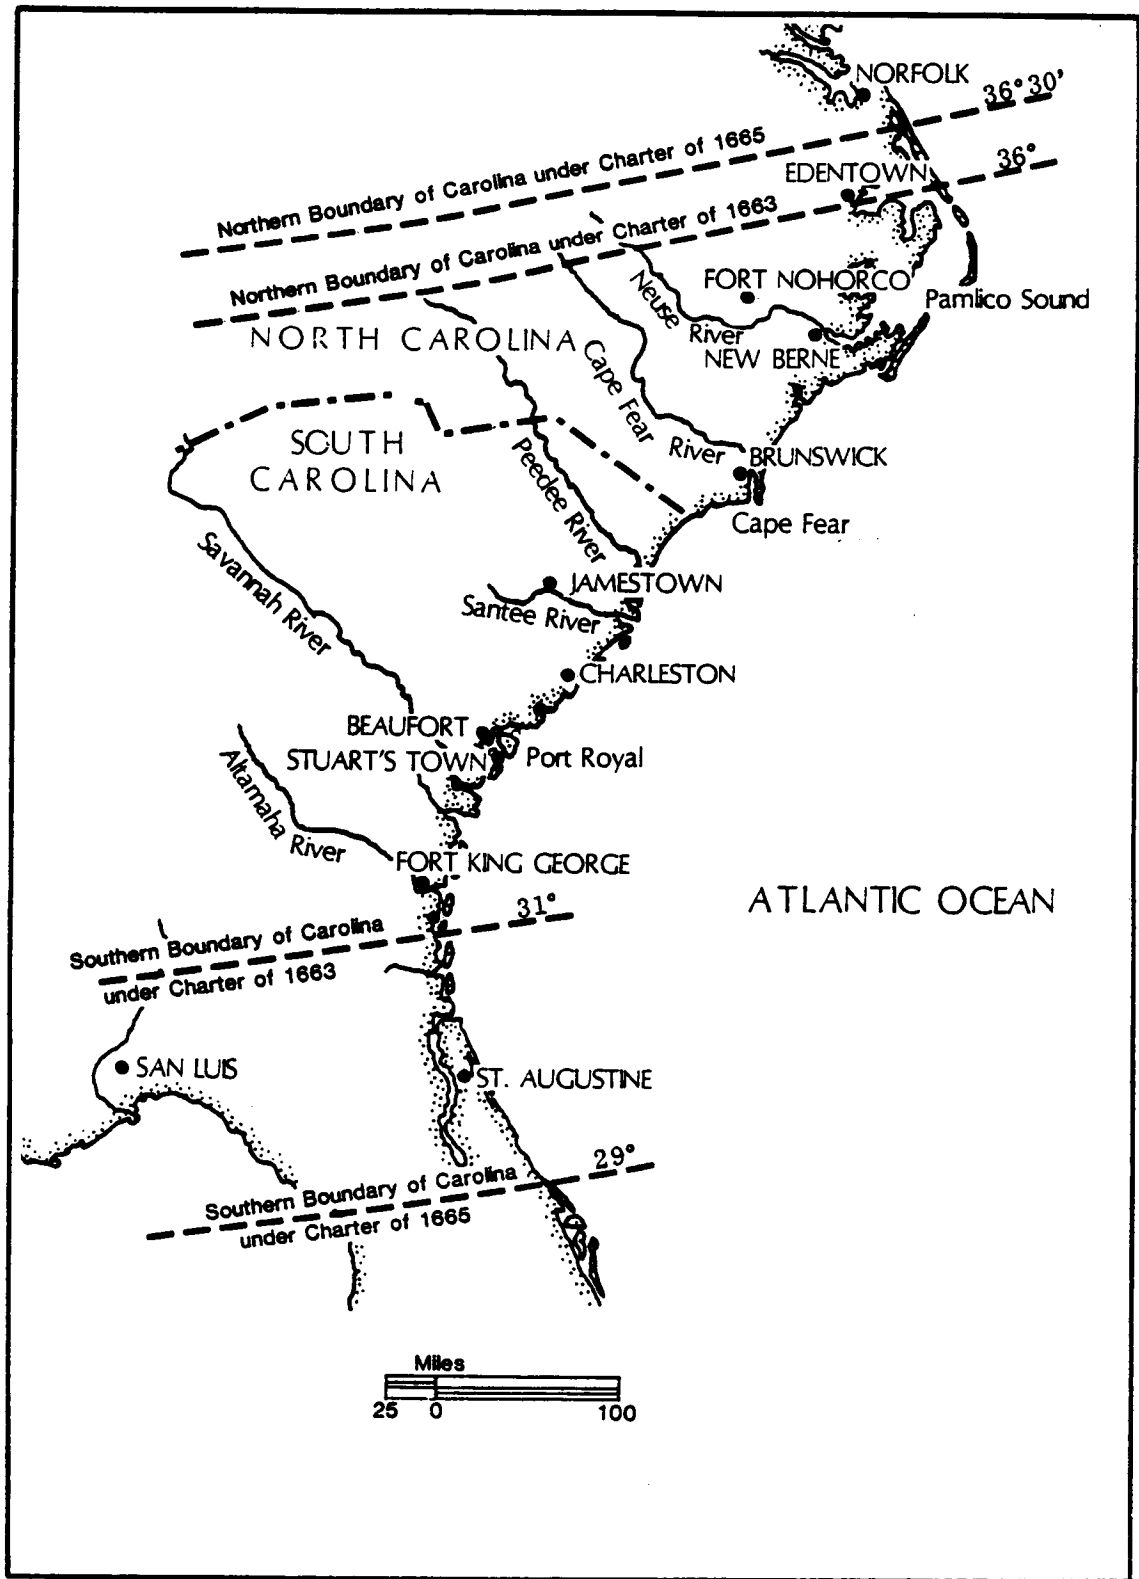 NORFOLK
36° 30'
Northern Boundary of Carolina under Charter of 1665
EDENTOWN
36°
Northern Boundary of Carolina under Charter of 1663
FORT NOHORCO
Neuse
River
Pamlico Sound
NEW BERNE
NORTH CAROLINA
Cape Fear
River
BRUNSWICK
Cape Fear
SOUTH
CAROLINA
Peedee River
Savannah River
JAMESTOWN
Santee River
CHARLESTON
BEAUFORT
STUART'S TOWN
Port Royal
Altamaha
River
FORT KING GEORGE
ATLANTIC OCEAN
31°
Southern Boundary of Carolina
under Charter of 1663
SAN LUIS
ST. AUGUSTINE
29°
Southern Boundary of Carolina
under Charter of 1665
Miles
25 0 100